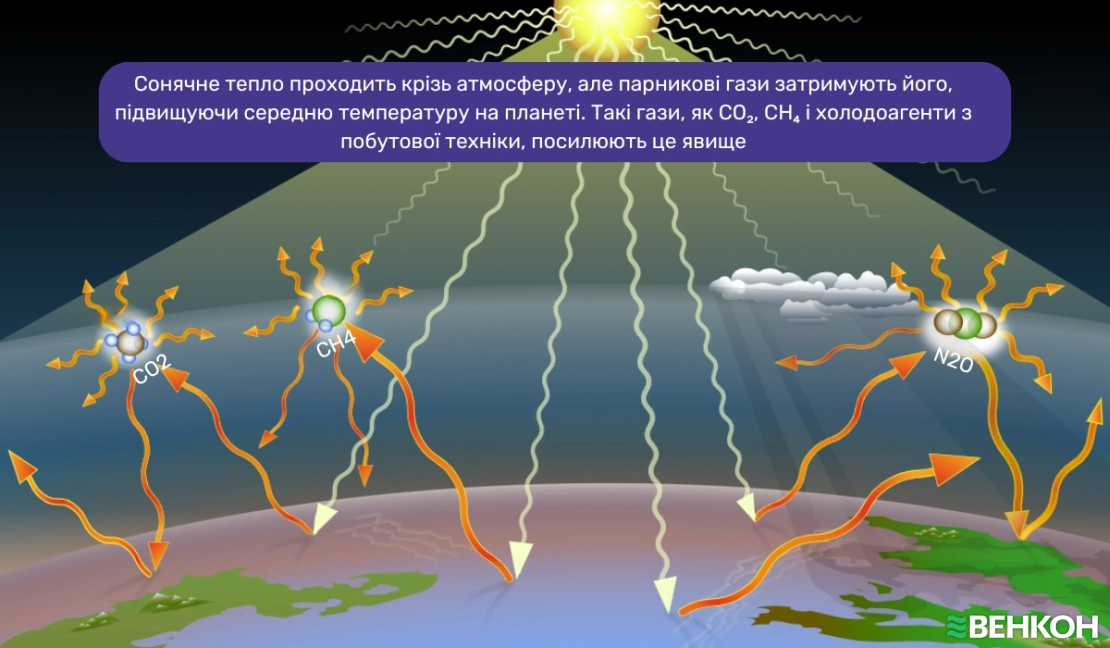 Сонячне тепло проходить крізь атмосферу, але парникові гази затримують його,
підвищуючи середню температуру на планеті. Такі гази, як CO₂, CH₄ і холодоагенти з
побутової техніки, посилюють це явище
CO2
CH4
N2O
ВЕНКОН